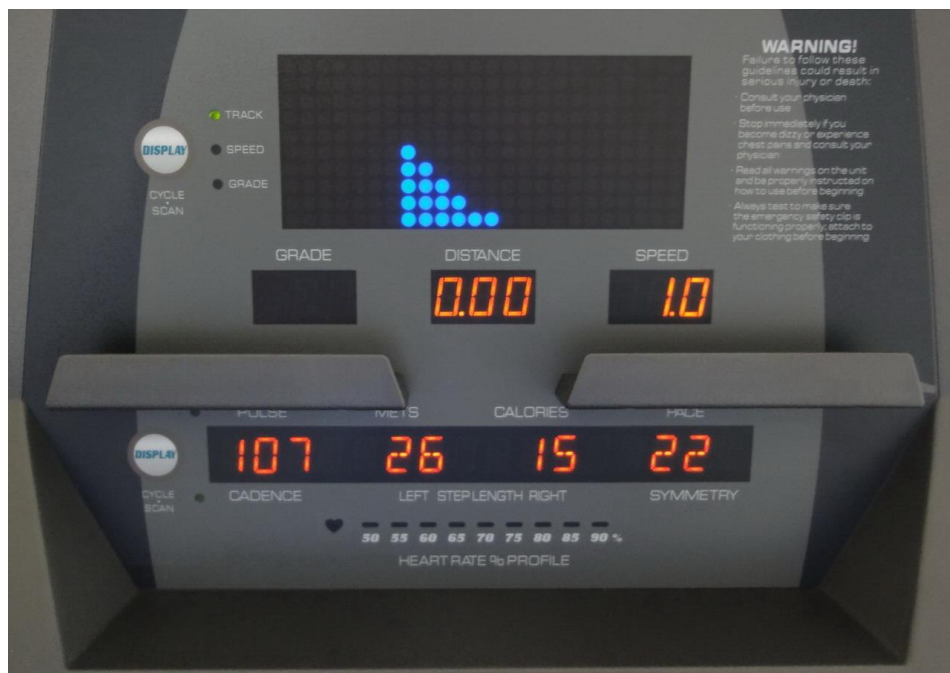 WARNING!
Failure to follow these
guidelines could result in
serious injury or death:
· Consult your physician
before use
· Stop immediately if you
become dizzy or experience
chest pains and consult your
physician
· Read all warnings on the unit
and be properly instructed on
how to use before beginning
· Always test to make sure
the emergency safety clip is
functioning properly, attach to
your clothing before beginning
TRACK
DISPLAY
SPEED
GRADE
CYCLE
SCAN
GRADE DISTANCE SPEED
0.00 1.0
PULSE METS CALORIES PACE
DISPLAY
107 26 15 22
CYCLE
SCAN
CADENCE LEFT STEP LENGTH RIGHT SYMMETRY
50 55 60 65 70 75 80 85 90 %
HEART RATE % PROFILE